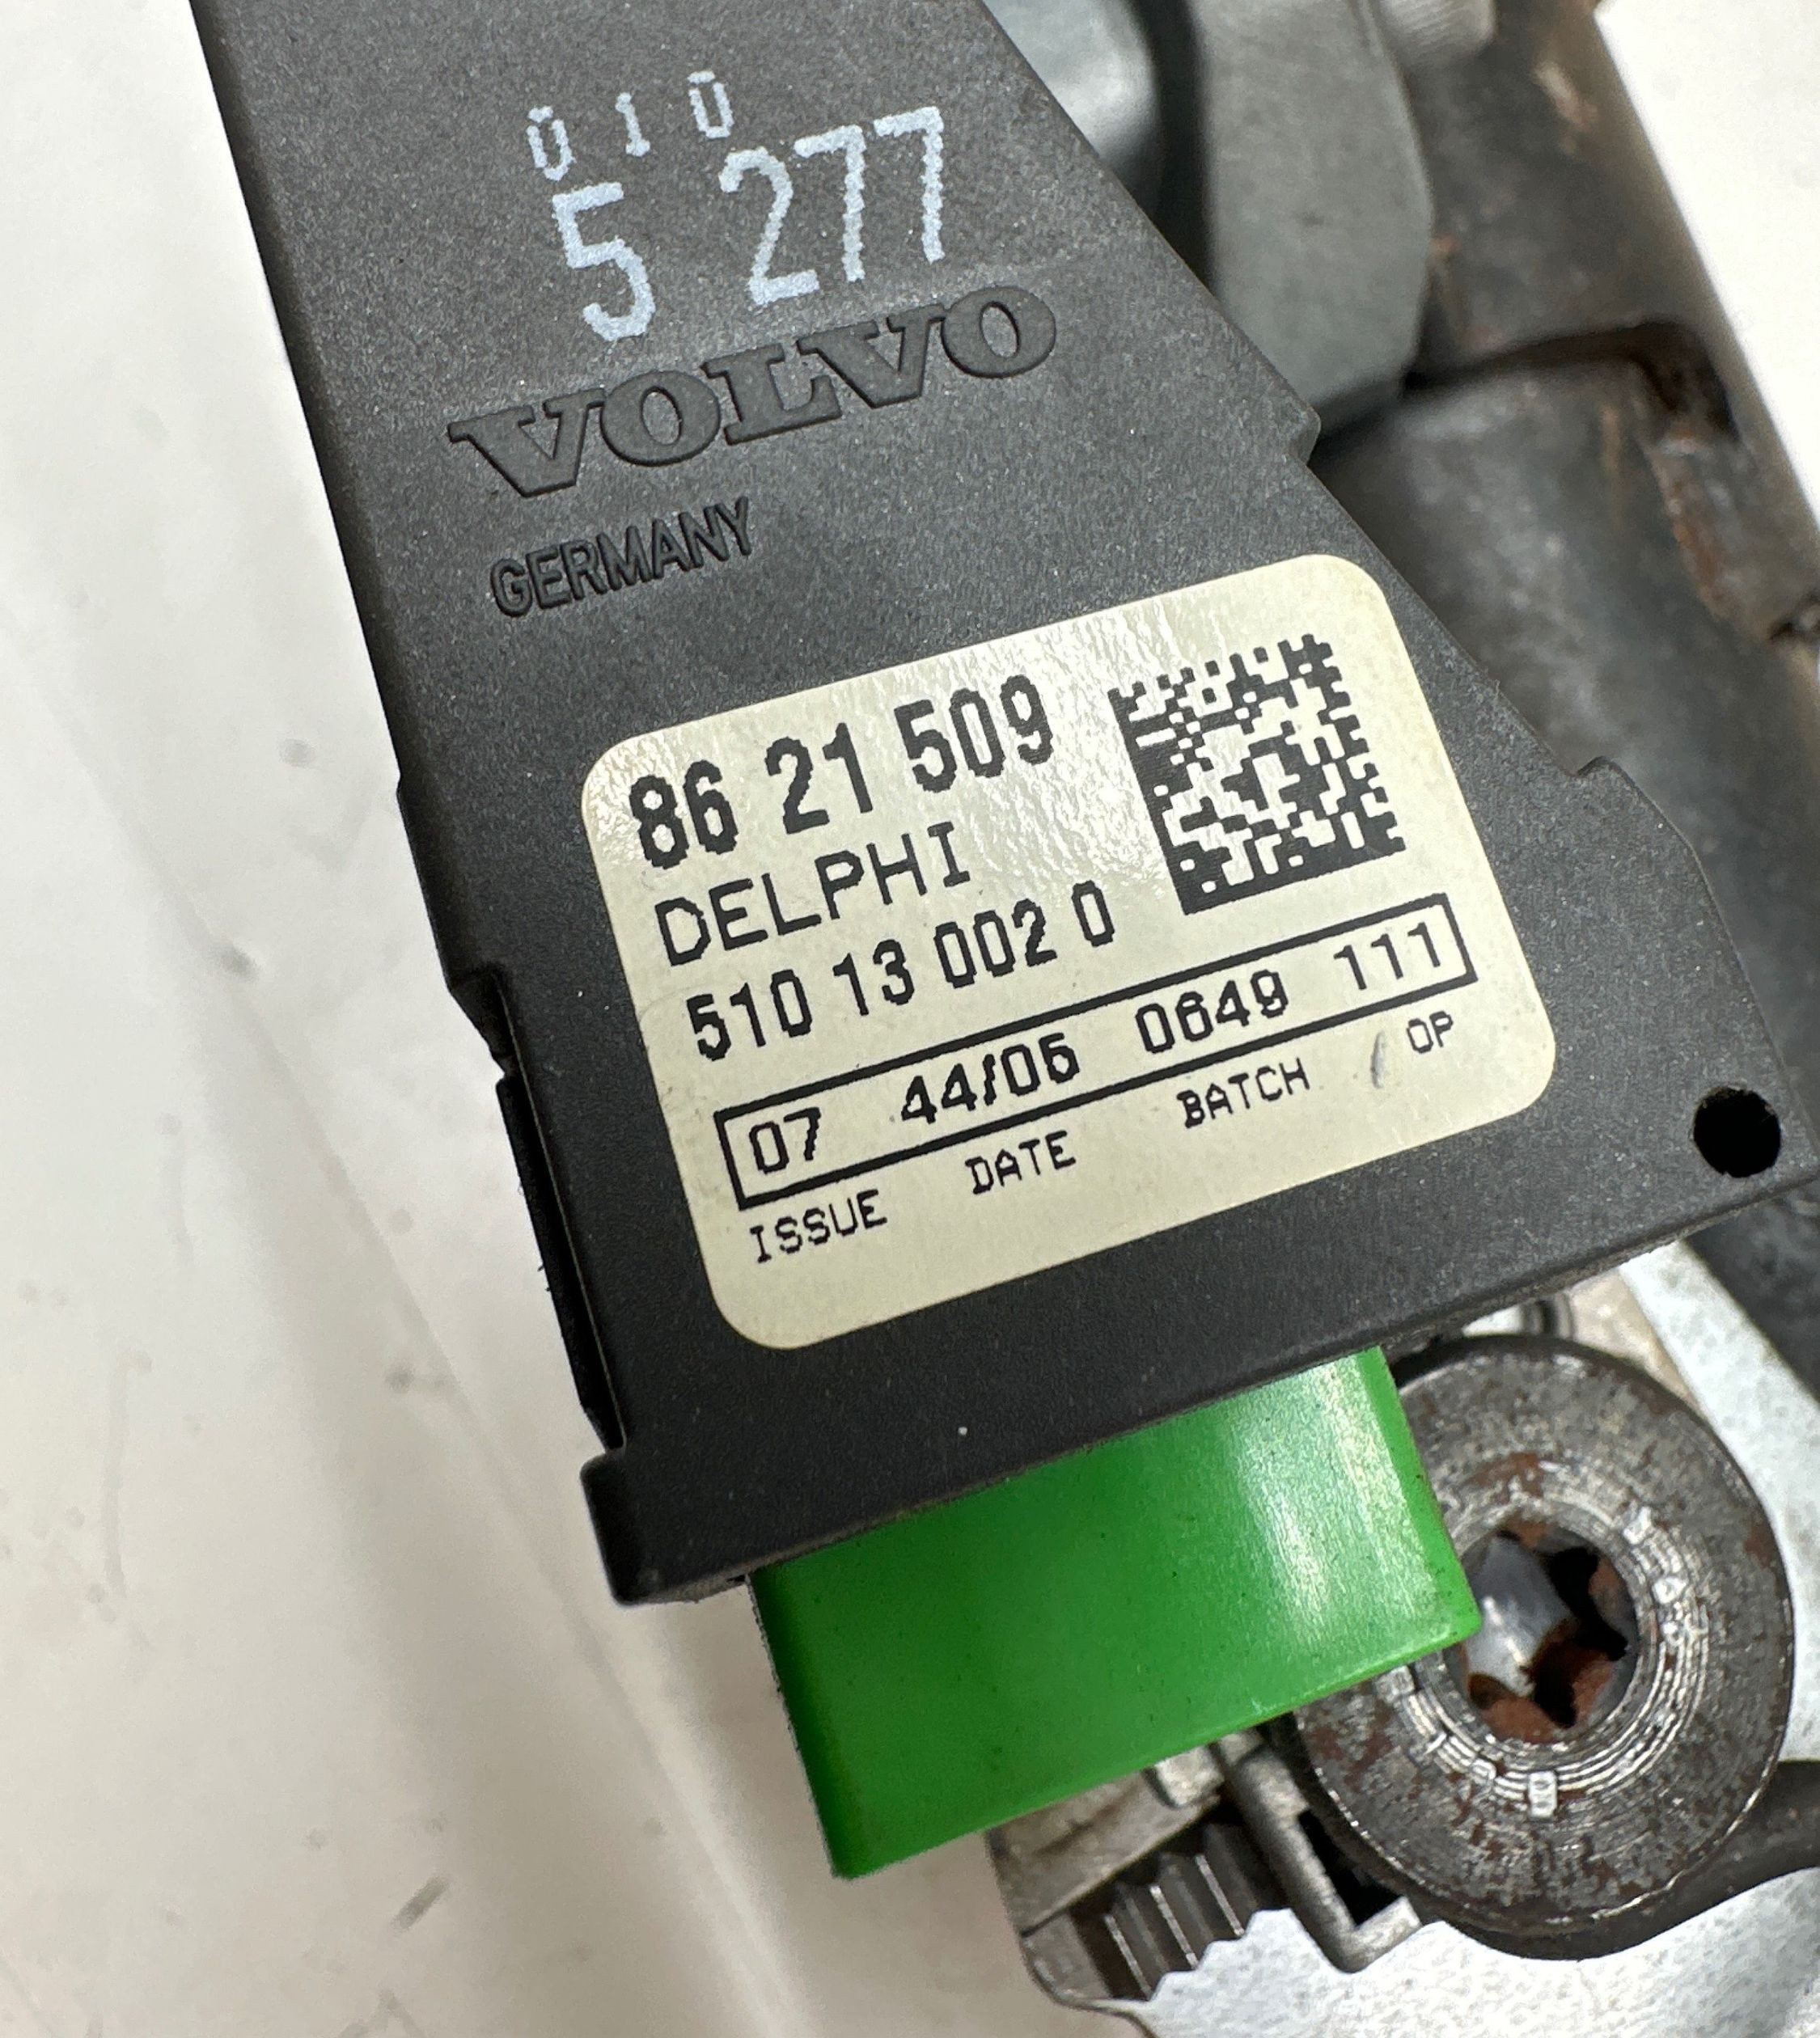 010
5 277
VOLVO
GERMANY
86 21 509
DELPHI
510 13 002 0
07 44/05 0649 111
ISSUE DATE BATCH OP